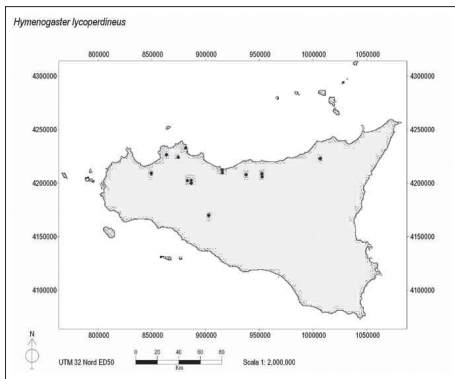 Hymenogaster lycoperdineus
800000 850000 900000 950000 1000000 1050000
4300000 4300000
4250000 4250000
4200000 4200000
4150000 4150000
4100000 4100000
800000 850000 900000 950000 1000000 1050000
N
UTM 32 Nord ED50 0 20 40 60 80 Scala 1: 2,000,000
Km